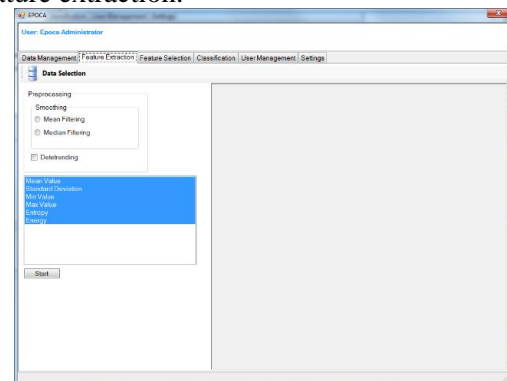 ature extraction.
EPOCA
User: Epoca Administrator
Data Management Feature Extraction Feature Selection Classification User Management Settings
Data Selection
Preprocessing
Smoothing
Mean Filtering
Median Filtering
Detetrending
Mean Value
Standard Deviation
Min Value
Max Value
Entropy
Energy
Start